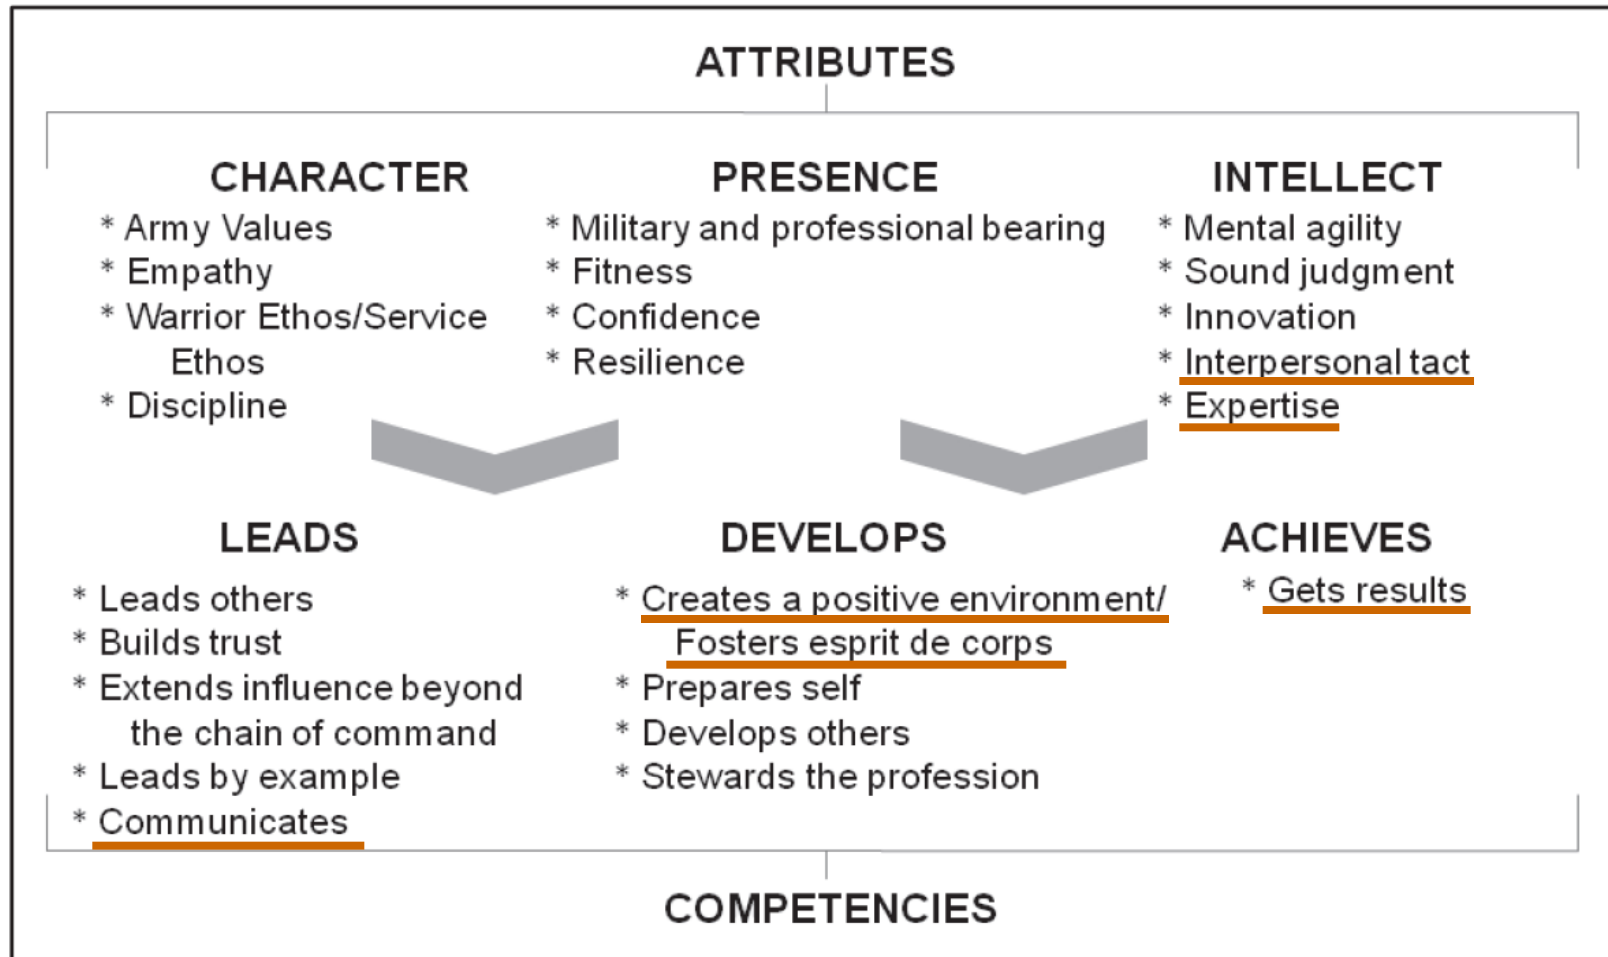 ATTRIBUTES
CHARACTER
* Army Values
* Empathy
* Warrior Ethos/Service
Ethos
* Discipline
PRESENCE
* Military and professional bearing
* Fitness
* Confidence
* Resilience
INTELLECT
* Mental agility
* Sound judgment
* Innovation
* Interpersonal tact
* Expertise
LEADS
* Leads others
* Builds trust
* Extends influence beyond
the chain of command
* Leads by example
* Communicates
DEVELOPS
* Creates a positive environment/
Fosters esprit de corps
* Prepares self
* Develops others
* Stewards the profession
ACHIEVES
* Gets results
COMPETENCIES